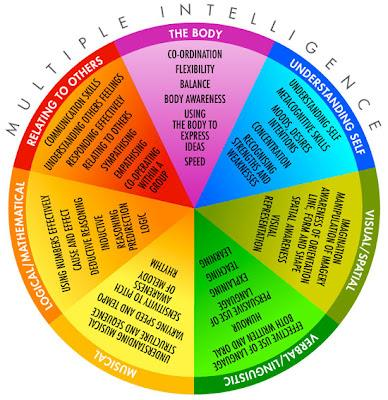 MULTIPLE INTELLIGENCE
THE BODY
CO-ORDINATION
FLEXIBILITY
BALANCE
BODY AWARENESS
USING
THE BODY TO
EXPRESS
IDEAS
SPEED
UNDERSTANDING SELF
UNDERSTANDING SELF
METACOGNITIVE SKILLS
MOODS, DESIRES
INTENTIONS
CONCENTRATION
RECOGNISING
STRENGTHS AND
WEAKNESSES
VISUAL/SPATIAL
IMAGINATION
MANIPULATION OF IMAGERY
AWARENESS OF ORIENTATION
LINE FORM AND SHAPE
SPATIAL AWARENESS
VISUAL
REPRESENTATION
VERBAL/LINGUISTIC
EFFECTIVE USE OF LANGUAGE
BOTH WRITTEN AND ORAL
HUMOUR
PERSUASIVE USE OF
LANGUAGE
EXPLAINING
TEACHING
LEARNING
MUSICAL
UNDERSTANDING MUSICAL
STRUCTURE AND SEQUENCE
VARYING SPEED AND TEMPO
SENSITIVITY TO PITCH
AWARENESS
OF MELODY
RHYTHM
LOGICAL/MATHEMATICAL
USING NUMBERS EFFECTIVELY
CAUSE AND EFFECT
DEDUCTIVE REASONING
INDUCTIVE
REASONING
PROGRESSION
LOGIC
RELATING TO OTHERS
COMMUNICATION SKILLS
UNDERSTANDING OTHERS FEELINGS
RESPONDING EFFECTIVELY
RELATING TO OTHERS
SYMPATHISING
EMPATHISING
CO-OPERATING
WITHIN A
GROUP